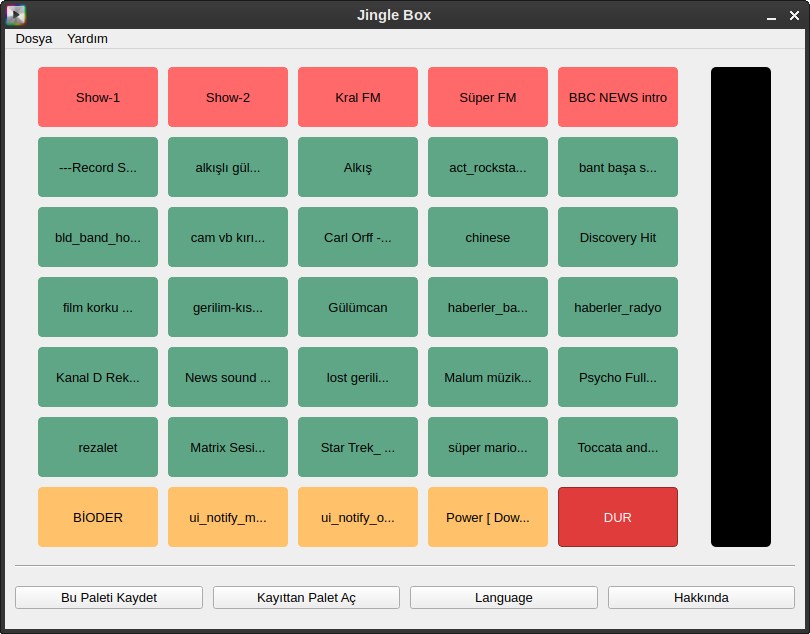 Jingle Box
Dosya Yardım
Show-1 Show-2 Kral FM Süper FM BBC NEWS intro
---Record S... alkışlı gül... Alkış act_rocksta... bant başa s...
bld_band_ho... cam vb kırı... Carl Orff -... chinese Discovery Hit
film korku ... gerilim-kıs... Gülümcan haberler_ba... haberler_radyo
Kanal D Rek... News sound ... lost gerili... Malum müzik... Psycho Full...
rezalet Matrix Sesi... Star Trek_ ... süper mario... Toccata and...
BİODER ui_notify_m... ui_notify_o... Power [ Dow... DUR
Bu Paleti Kaydet Kayıttan Palet Aç Language Hakkında